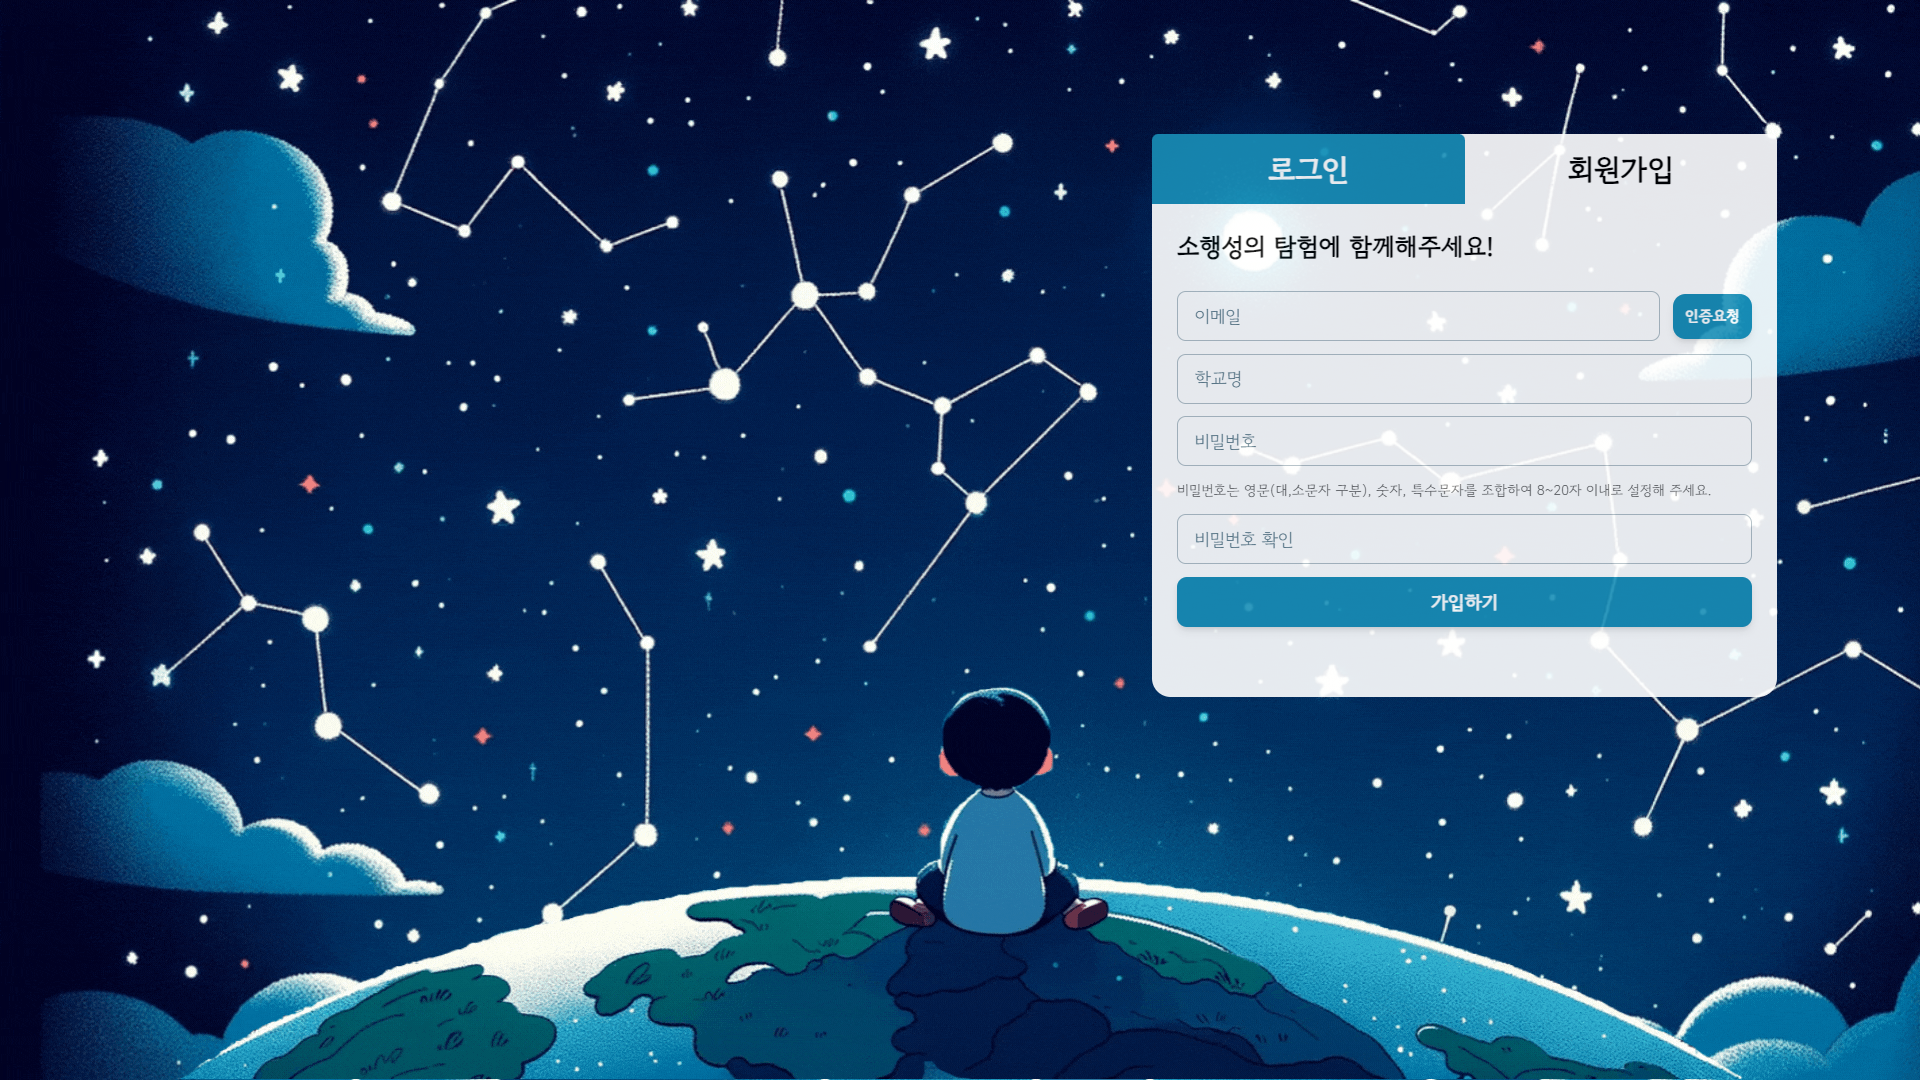 로그인 회원가입
소행성의 탐험에 함께해주세요!
이메일 인증요청
학교명
비밀번호
비밀번호는 영문(대,소문자 구분), 숫자, 특수문자를 조합하여 8~20자 이내로 설정해 주세요.
비밀번호 확인
가입하기